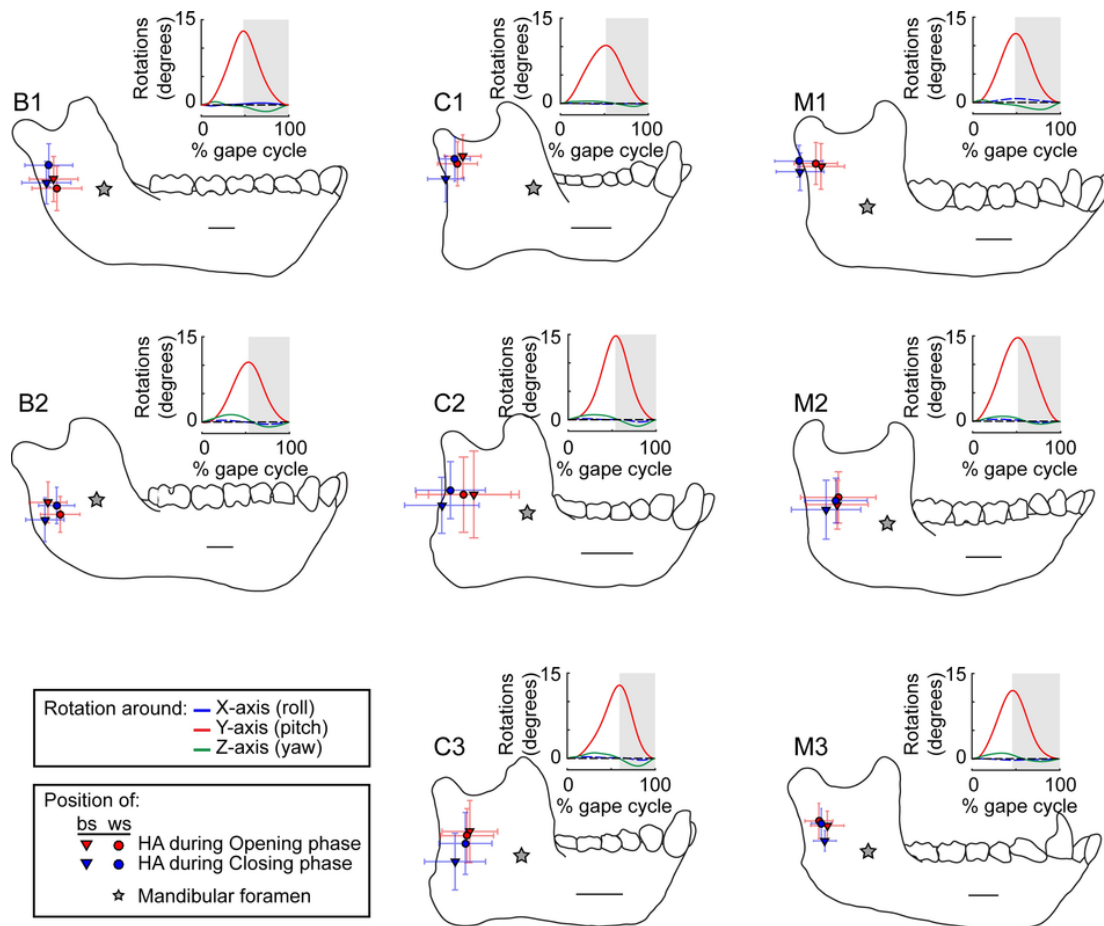 B1
15
Rotations
(degrees)
0
0
100
% gape cycle
C1
15
Rotations
(degrees)
0
0
100
% gape cycle
M1
15
Rotations
(degrees)
0
0
100
% gape cycle
B2
15
Rotations
(degrees)
0
0
100
% gape cycle
C2
15
Rotations
(degrees)
0
0
100
% gape cycle
M2
15
Rotations
(degrees)
0
0
100
% gape cycle
C3
15
Rotations
(degrees)
0
0
100
% gape cycle
M3
15
Rotations
(degrees)
0
0
100
% gape cycle
Rotation around: X-axis (roll)
Y-axis (pitch)
Z-axis (yaw)
Position of:
bs ws
HA during Opening phase
HA during Closing phase
Mandibular foramen